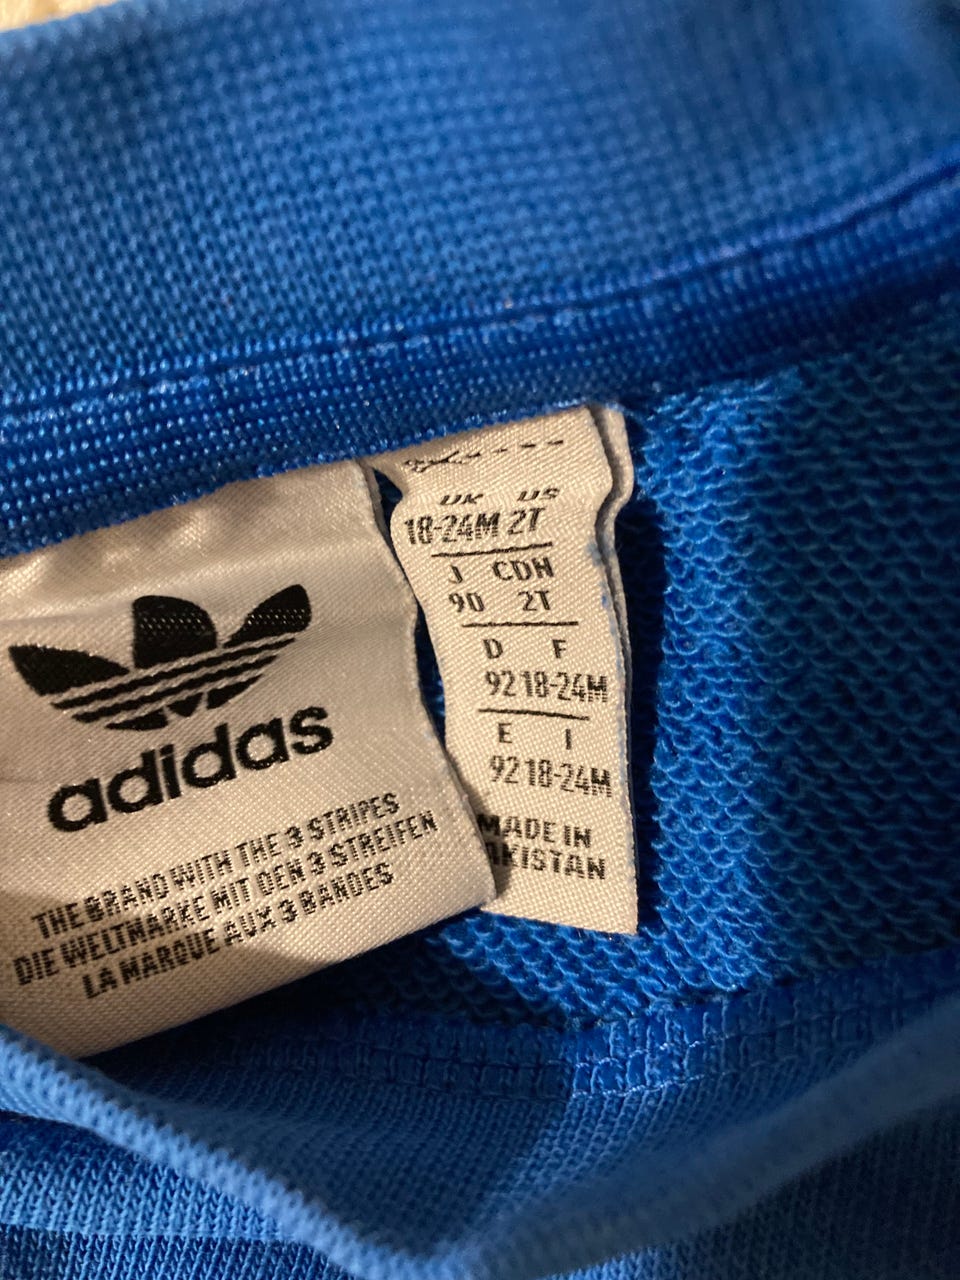 adidas
THE BRAND WITH THE 3 STRIPES
DIE WELTMARKE MIT DEN 3 STREIFEN
LA MARQUE AUX 3 BANDES
UK US
18-24M 2T
J CDN
90 2T
D F
92 18-24M
E I
92 18-24M
MADE IN
AKISTAN